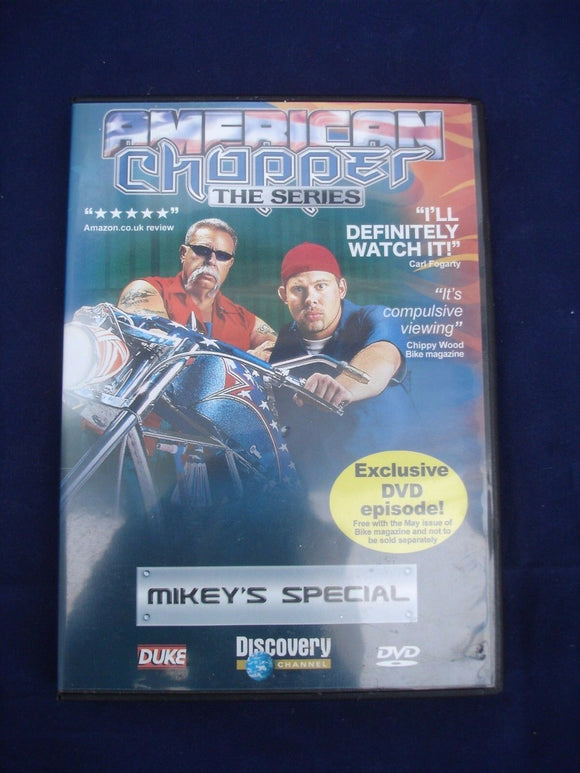 AMERICAN
Chopper
THE SERIES
"★★★★★"
Amazon.co.uk review
"I'LL
DEFINITELY
WATCH IT!"
Carl Fogarty
"It's
compulsive
viewing"
Chippy Wood
Bike magazine
Exclusive
DVD
episode!
Free with the May issue of
Bike magazine and not to
be sold separately
MIKEY'S SPECIAL
DUKE
Discovery
CHANNEL
DVD